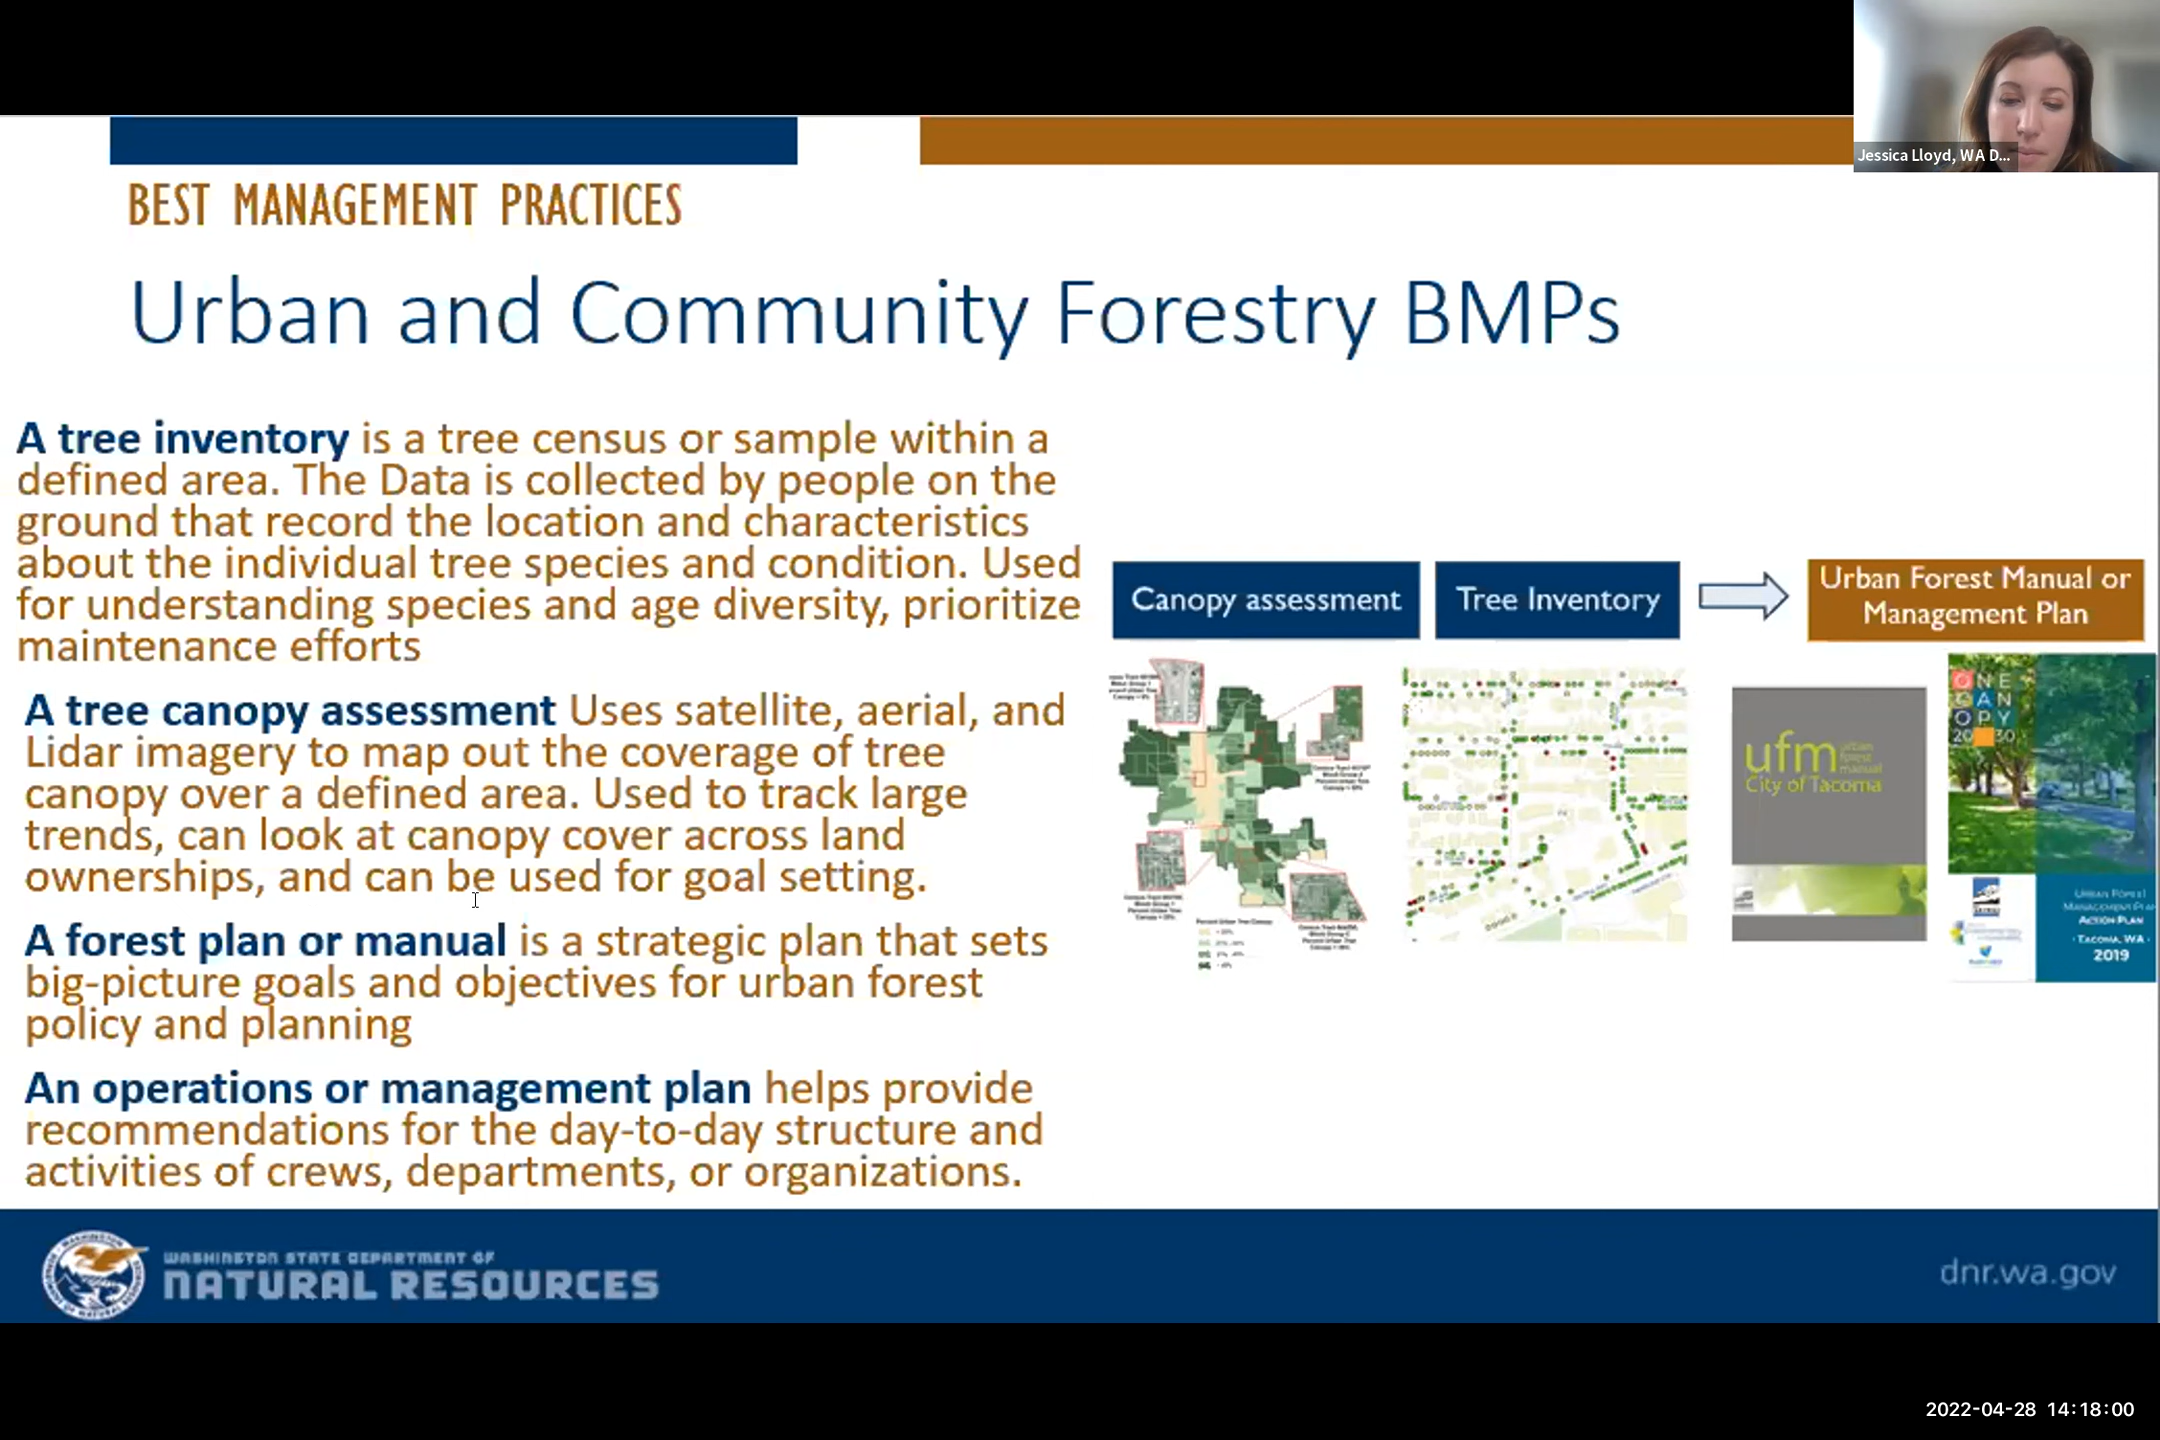 Jessica Lloyd, WA D...
BEST MANAGEMENT PRACTICES
Urban and Community Forestry BMPs
A tree inventory is a tree census or sample within a
defined area. The Data is collected by people on the
ground that record the location and characteristics
about the individual tree species and condition. Used
for understanding species and age diversity, prioritize
maintenance efforts
A tree canopy assessment Uses satellite, aerial, and
Lidar imagery to map out the coverage of tree
canopy over a defined area. Used to track large
trends, can look at canopy cover across land
ownerships, and can be used for goal setting.
A forest plan or manual is a strategic plan that sets
big-picture goals and objectives for urban forest
policy and planning
An operations or management plan helps provide
recommendations for the day-to-day structure and
activities of crews, departments, or organizations.
Canopy assessment
Tree Inventory
Urban Forest Manual or
Management Plan
ufm
urban
forest
manual
City of Tacoma
ONE
CAN
OPY
20 30
Urban Forest
Management Plan
Action Plan
- Tacoma, WA -
2019
WASHINGTON STATE DEPARTMENT OF
NATURAL RESOURCES
dnr.wa.gov
2022-04-28 14:18:00